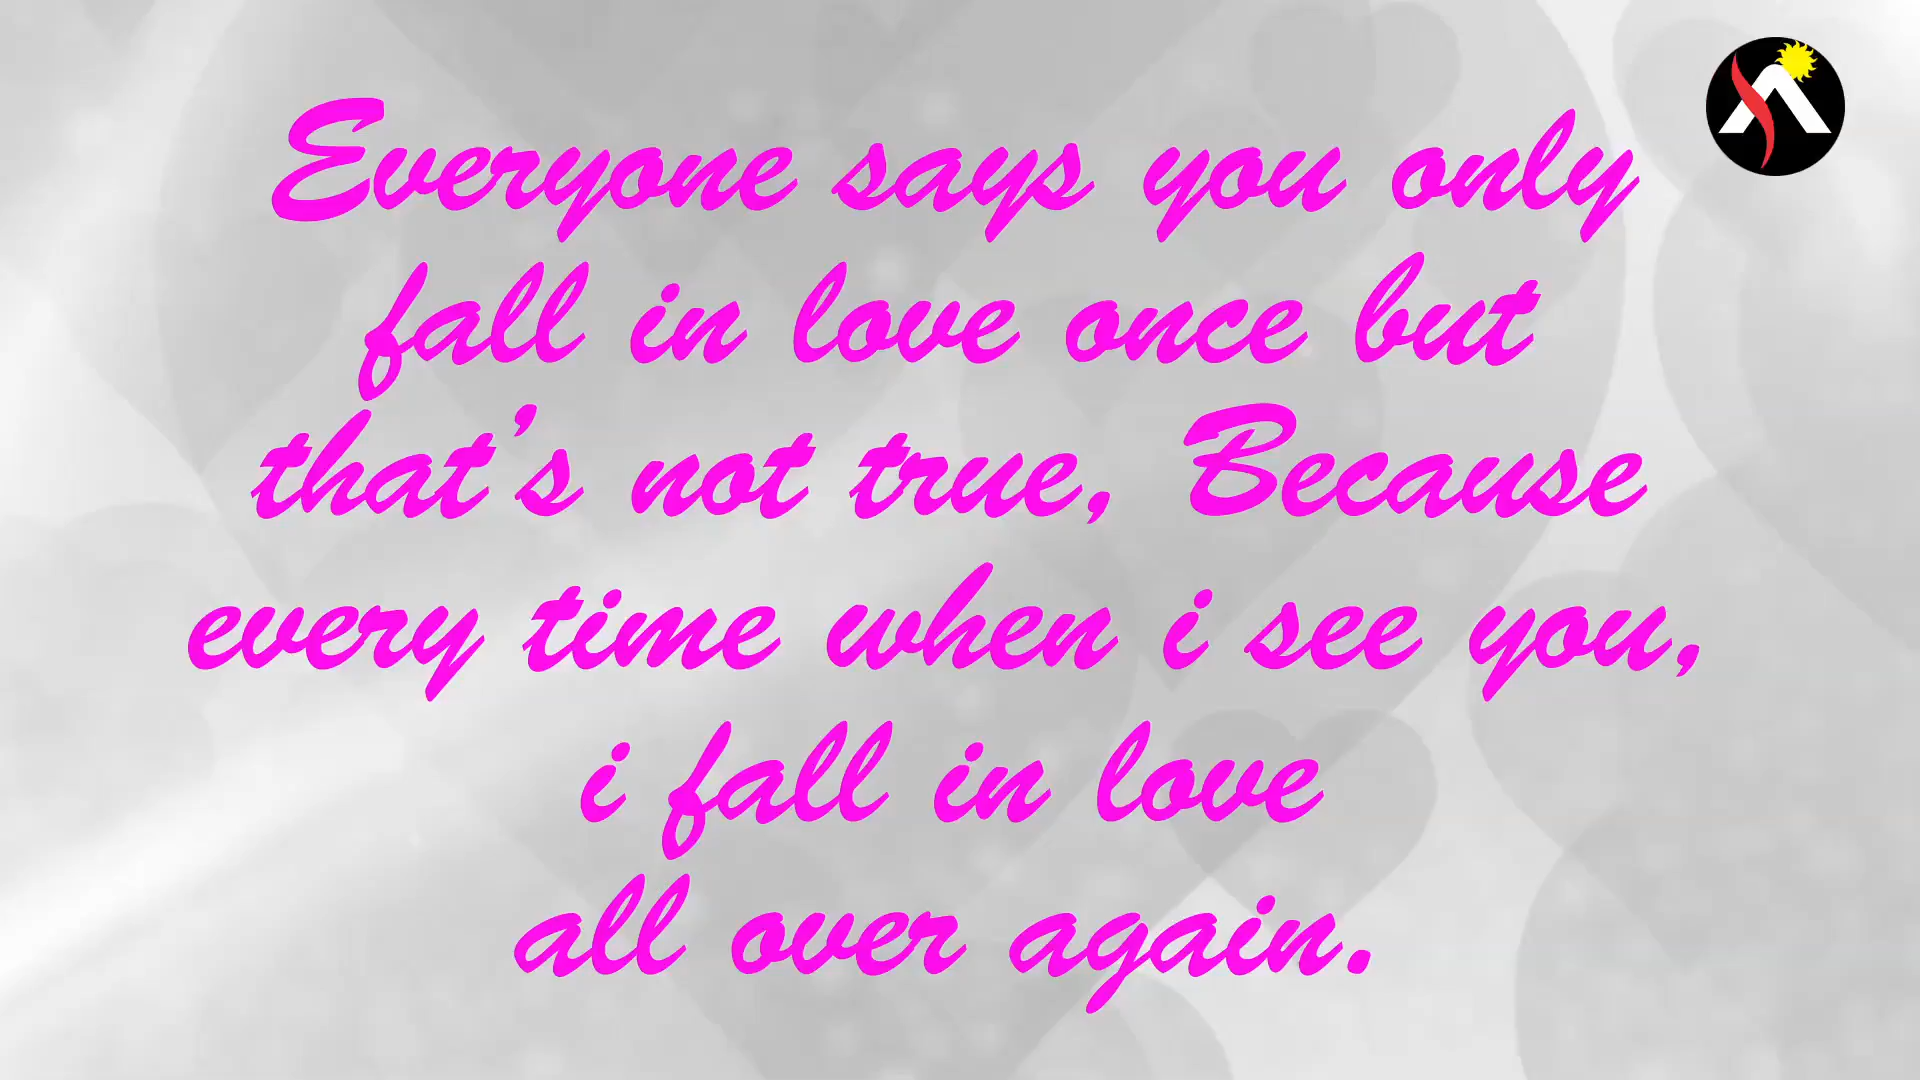 Everyone says you only
fall in love once but
that's not true, Because
every time when i see you,
i fall in love
all over again.